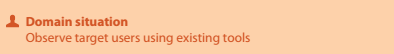 Domain situation
Observe target users using existing tools